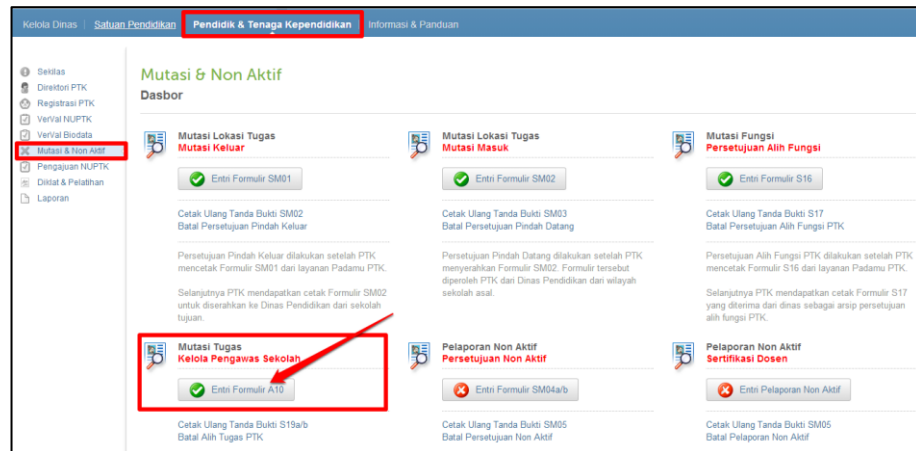 Kelola Dinas | Satuan Pendidikan Pendidik & Tenaga Kependidikan Informasi & Panduan
Sekilas
Direktori PTK
Registrasi PTK
VerVal NUPTK
VerVal Biodata
Mutasi & Non Aktif
Pengajuan NUPTK
Diklat & Pelatihan
Laporan
Mutasi & Non Aktif
Dasbor
Mutasi Lokasi Tugas
Mutasi Keluar
Entri Formulir SM01
Cetak Ulang Tanda Bukti SM02
Batal Persetujuan Pindah Keluar
Persetujuan Pindah Keluar dilakukan setelah PTK
mencetak Formulir SM01 dari layanan Padamu PTK.
Selanjutnya PTK mendapatkan cetak Formulir SM02
untuk diserahkan ke Dinas Pendidikan dari sekolah
tujuan.
Mutasi Lokasi Tugas
Mutasi Masuk
Entri Formulir SM02
Cetak Ulang Tanda Bukti SM03
Batal Persetujuan Pindah Datang
Persetujuan Pindah Datang dilakukan setelah PTK
menyerahkan Formulir SM02. Formulir tersebut
diperoleh PTK dari Dinas Pendidikan dari wilayah
sekolah asal.
Mutasi Fungsi
Persetujuan Alih Fungsi
Entri Formulir S16
Cetak Ulang Tanda Bukti S17
Batal Persetujuan Alih Fungsi PTK
Persetujuan Alih Fungsi PTK dilakukan setelah PTK
mencetak Formulir S16 dari layanan Padamu PTK.
Selanjutnya PTK mendapatkan cetak Formulir S17
yang diterima dari dinas sebagai arsip persetujuan
alih fungsi PTK.
Mutasi Tugas
Kelola Pengawas Sekolah
Entri Formulir A10
Cetak Ulang Tanda Bukti S19a/b
Batal Alih Tugas PTK
Pelaporan Non Aktif
Persetujuan Non Aktif
Entri Formulir SM04a/b
Cetak Ulang Tanda Bukti SM05
Batal Persetujuan Non Aktif
Pelaporan Non Aktif
Sertifikasi Dosen
Entri Pelaporan Non Aktif
Cetak Ulang Tanda Bukti SM05
Batal Pelaporan Non Aktif